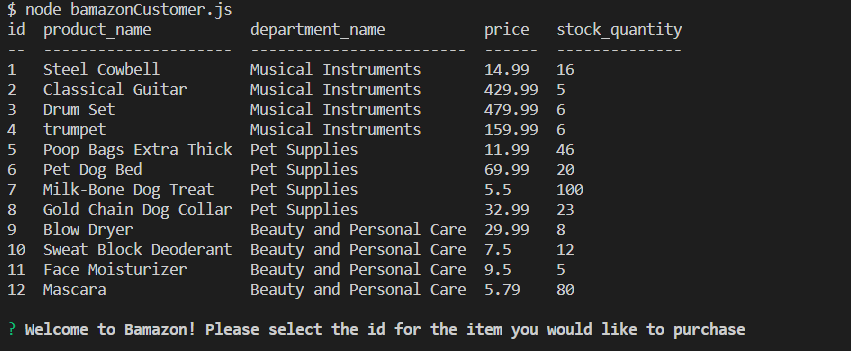 $ node bamazonCustomer.js
id  product_name           department_name           price   stock_quantity
--  ---------------------  ------------------------  ------  --------------
1   Steel Cowbell          Musical Instruments       14.99   16
2   Classical Guitar       Musical Instruments       429.99  5
3   Drum Set               Musical Instruments       479.99  6
4   trumpet                Musical Instruments       159.99  6
5   Poop Bags Extra Thick  Pet Supplies              11.99   46
6   Pet Dog Bed            Pet Supplies              69.99   20
7   Milk-Bone Dog Treat    Pet Supplies              5.5     100
8   Gold Chain Dog Collar  Pet Supplies              32.99   23
9   Blow Dryer             Beauty and Personal Care  29.99   8
10  Sweat Block Deoderant  Beauty and Personal Care  7.5     12
11  Face Moisturizer       Beauty and Personal Care  9.5     5
12  Mascara                Beauty and Personal Care  5.79    80
? Welcome to Bamazon! Please select the id for the item you would like to purchase